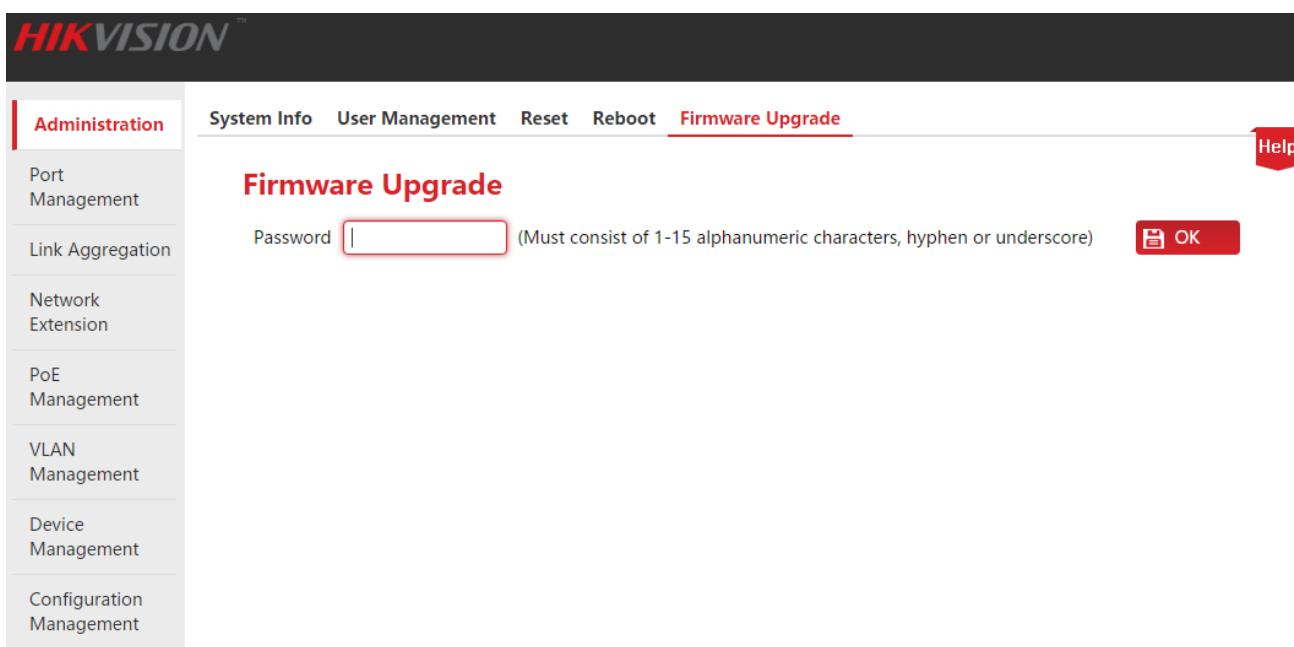 HIKVISION™
Administration
System Info User Management Reset Reboot Firmware Upgrade
Help
Port
Management
Firmware Upgrade
Password (Must consist of 1-15 alphanumeric characters, hyphen or underscore) OK
Link Aggregation
Network
Extension
PoE
Management
VLAN
Management
Device
Management
Configuration
Management